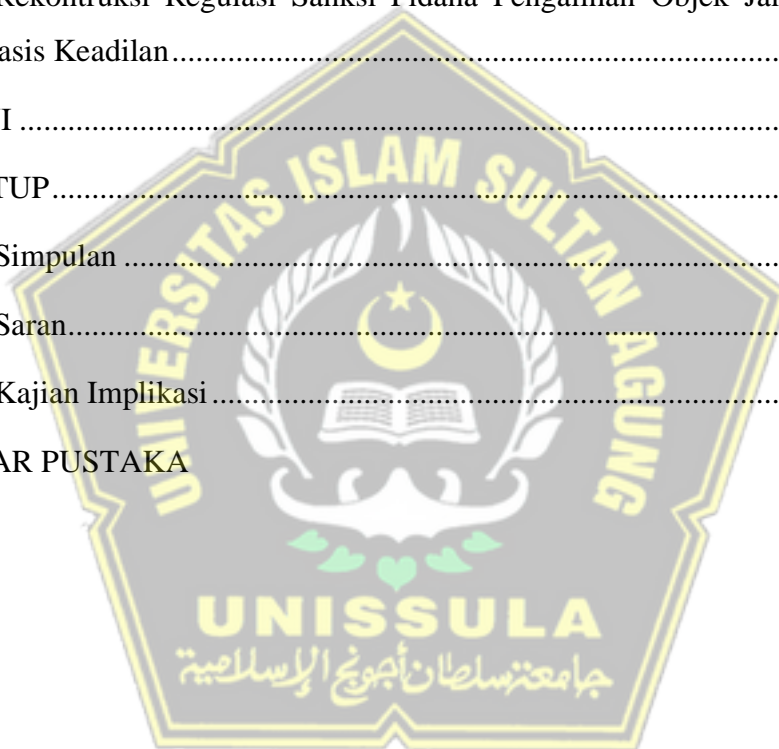 Rekontruksi Regulasi Sanksi Pidana Pengalihan Objek
asis Keadilan................................................................
I ................................................................
TUP................................................................
Simpulan ................................................................
Saran................................................................
Kajian Implikasi ................................................................
AR PUSTAKA
UNIVERSITAS ISLAM SULTAN AGUNG
UNISSULA
جامعة سلطان أجونج الإسلامية